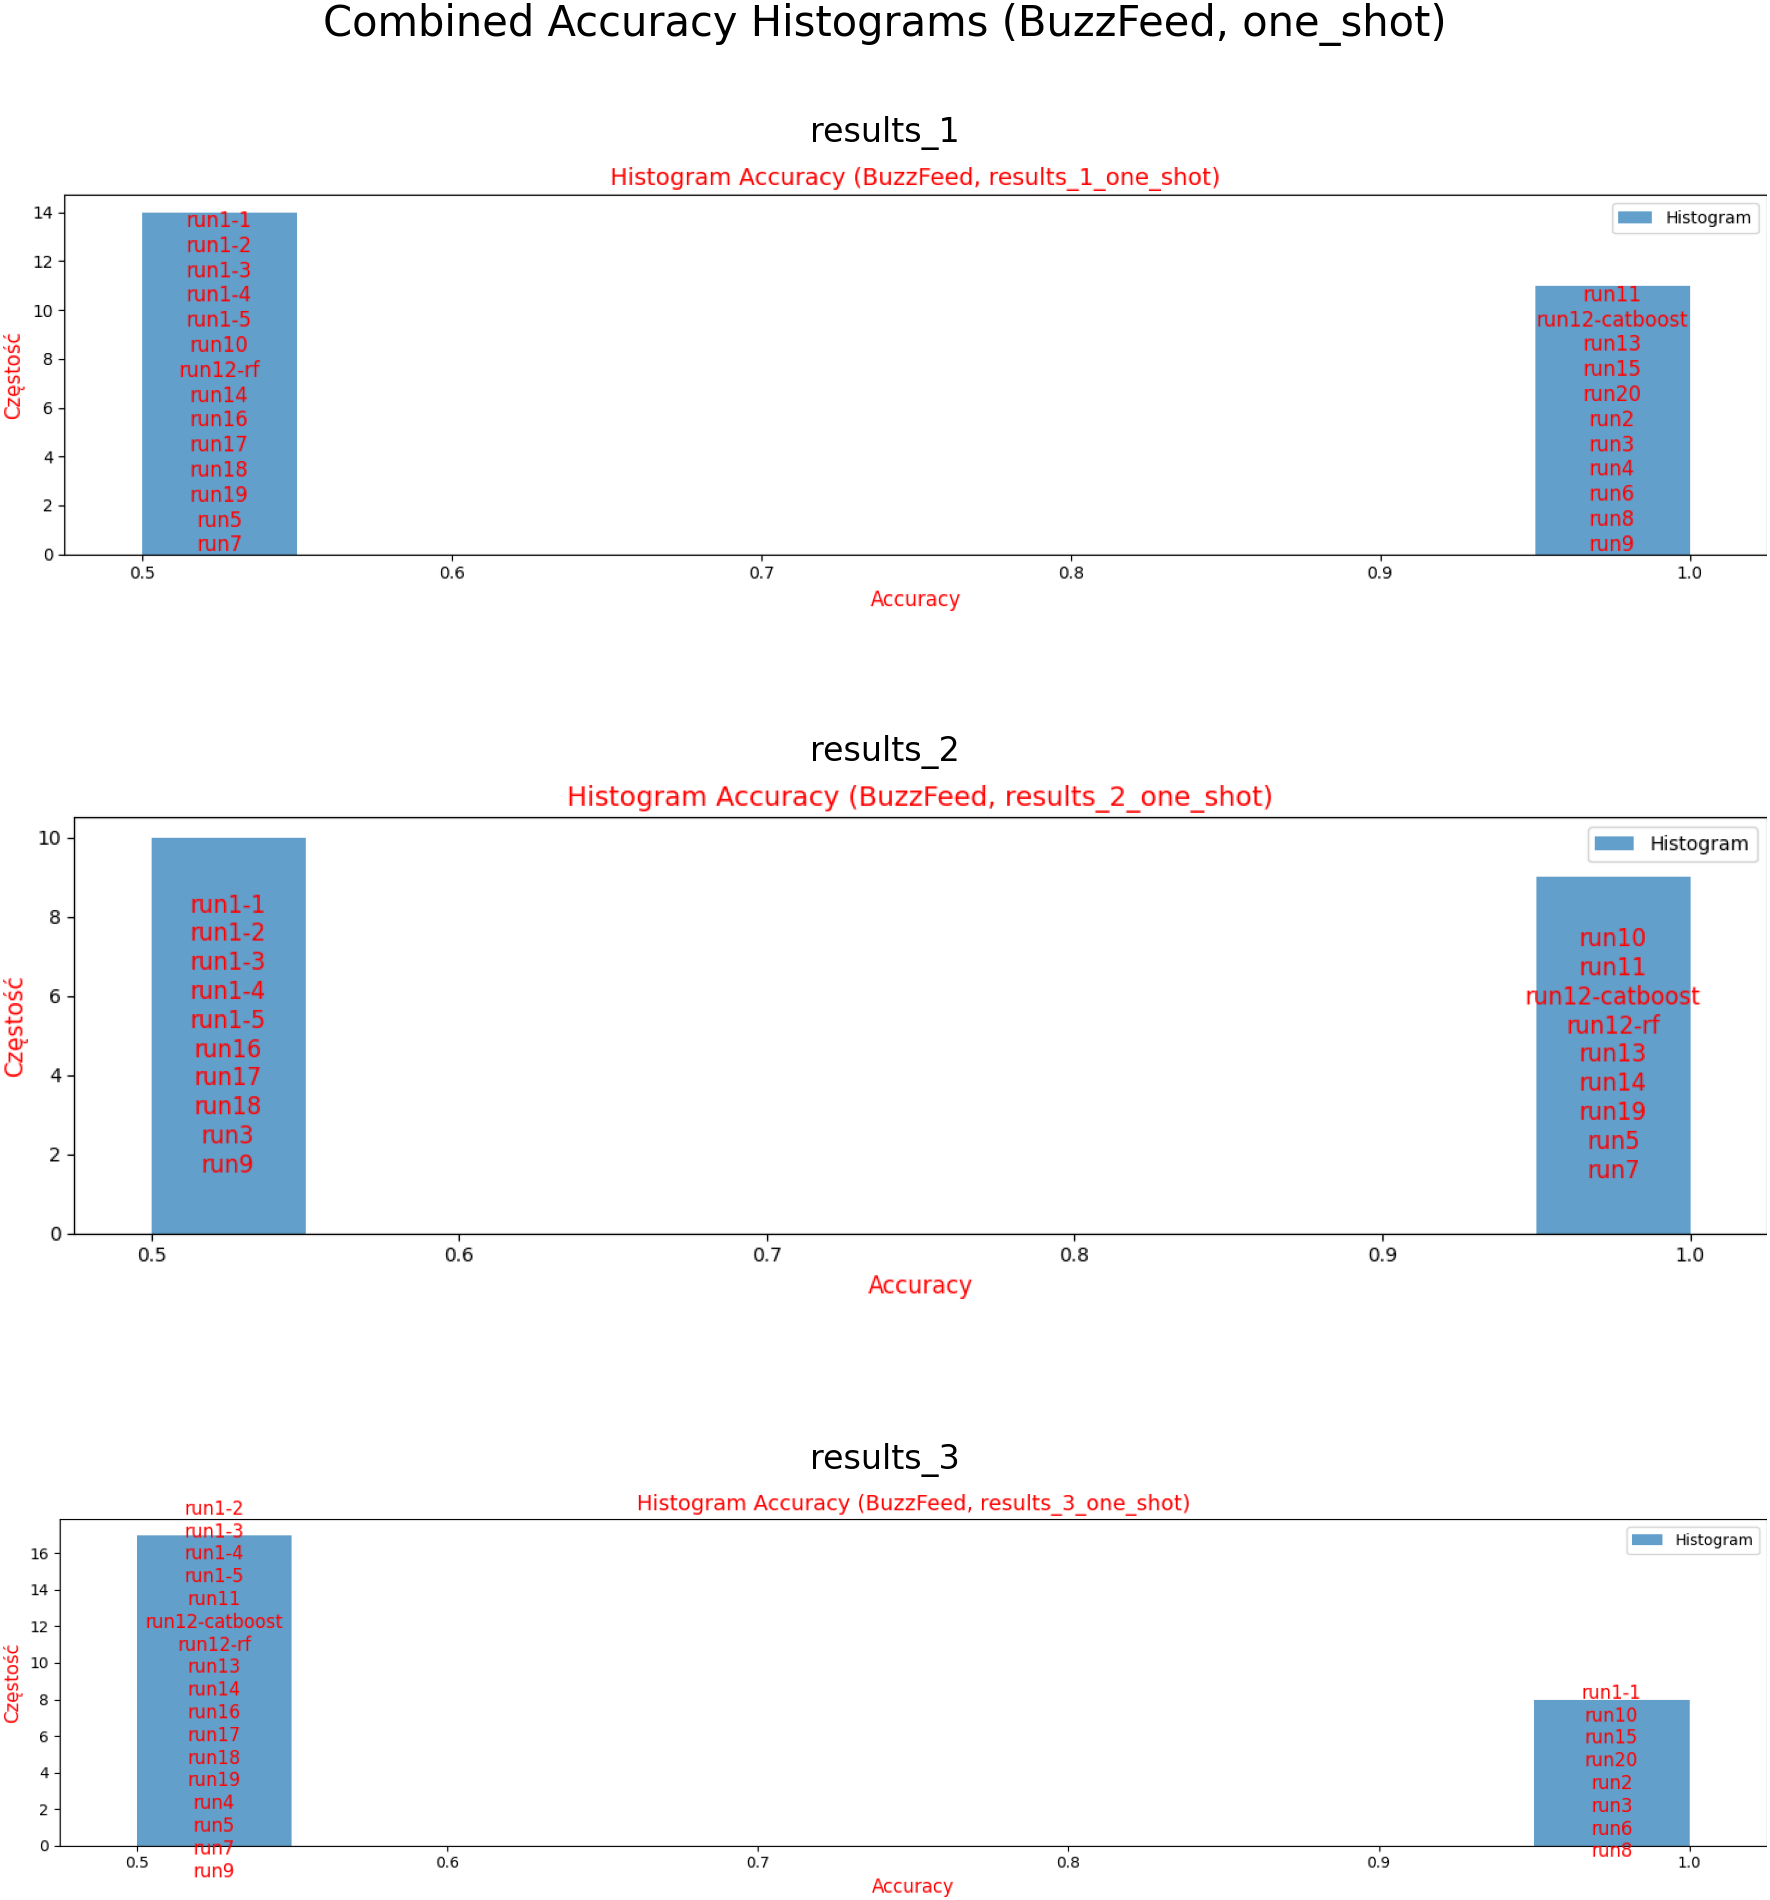 Combined Accuracy Histograms (BuzzFeed, one_shot)
results_1
Histogram Accuracy (BuzzFeed, results_1_one_shot)
Histogram
Częstość
14
12
10
8
6
4
2
0
run1-1
run1-2
run1-3
run1-4
run1-5
run10
run12-rf
run14
run16
run17
run18
run19
run5
run7
run11
run12-catboost
run13
run15
run20
run2
run3
run4
run6
run8
run9
0.5 0.6 0.7 0.8 0.9 1.0
Accuracy
results_2
Histogram Accuracy (BuzzFeed, results_2_one_shot)
Histogram
Częstość
10
8
6
4
2
0
run1-1
run1-2
run1-3
run1-4
run1-5
run16
run17
run18
run3
run9
run10
run11
run12-catboost
run12-rf
run13
run14
run19
run5
run7
0.5 0.6 0.7 0.8 0.9 1.0
Accuracy
results_3
Histogram Accuracy (BuzzFeed, results_3_one_shot)
Histogram
Częstość
16
14
12
10
8
6
4
2
0
run1-2
run1-3
run1-4
run1-5
run11
run12-catboost
run12-rf
run13
run14
run16
run17
run18
run19
run4
run5
run7
run9
run1-1
run10
run15
run20
run2
run3
run6
run8
0.5 0.6 0.7 0.8 0.9 1.0
Accuracy